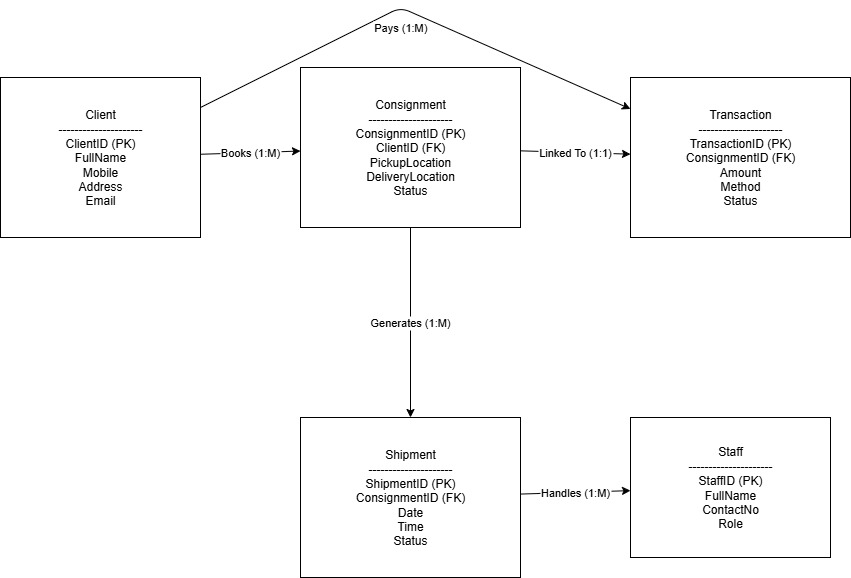 Pays (1:M)
Client
---------------------
ClientID (PK)
FullName
Mobile
Address
Email
Books (1:M)
Consignment
---------------------
ConsignmentID (PK)
ClientID (FK)
PickupLocation
DeliveryLocation
Status
Linked To (1:1)
Transaction
---------------------
TransactionID (PK)
ConsignmentID (FK)
Amount
Method
Status
Generates (1:M)
Shipment
---------------------
ShipmentID (PK)
ConsignmentID (FK)
Date
Time
Status
Handles (1:M)
Staff
---------------------
StaffID (PK)
FullName
ContactNo
Role